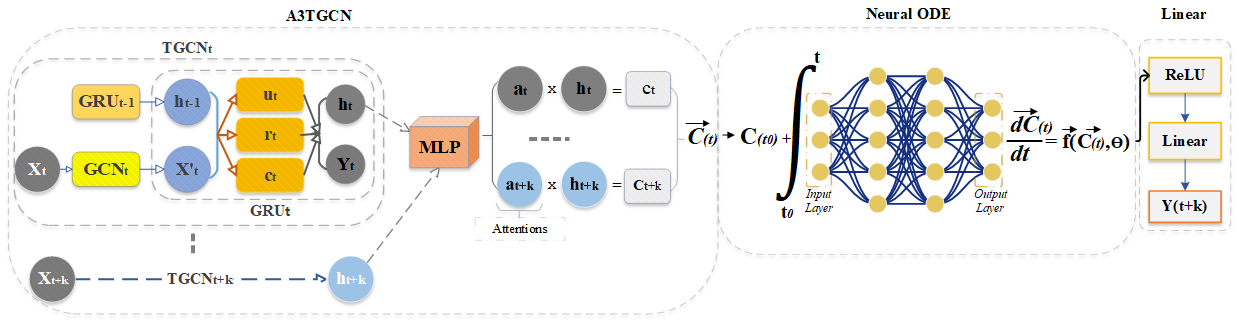 A3TGCN
Neural ODE
Linear
TGCNt
GRUt-1
ht-1
ut
ht
rt
MLP
Xt
GCNt
X't
ct
Yt
GRUt
at x ht = ct
at+k x ht+k = Ct+k
Attentions
Xt+k
TGCNt+k
ht+k
C(t)
C(t0) + ∫
t
t0
Input
Layer
Output
Layer
dC(t)
dt
= f(C(t),Θ)
ReLU
Linear
Y(t+k)